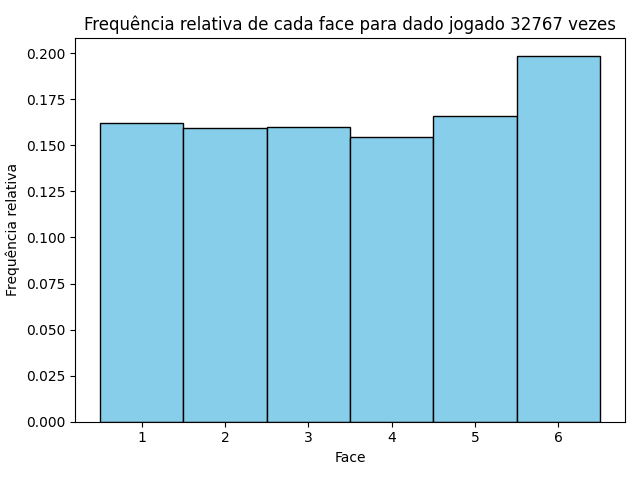 Frequência relativa de cada face para dado jogado 32767 vezes
0.200
0.175
0.150
0.125
0.100
0.075
0.050
0.025
0.000
Frequência relativa
1 2 3 4 5 6
Face